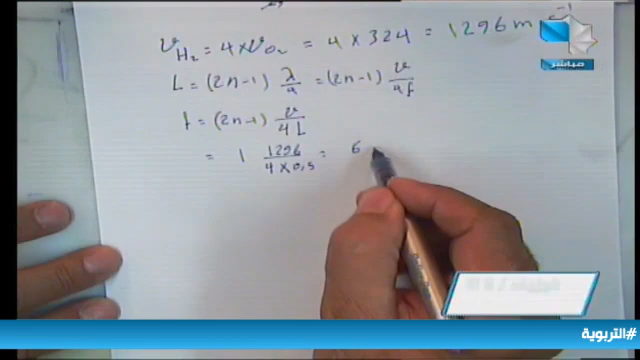 v_H₂ = 4 × v_O₂ = 4 × 324 = 1296 m s⁻¹
مباشر
L = (2n-1) λ/4 = (2n-1) v/4f
f = (2n-1) v/4L
= 1 1296/4×0,5 = 6
#التربوية